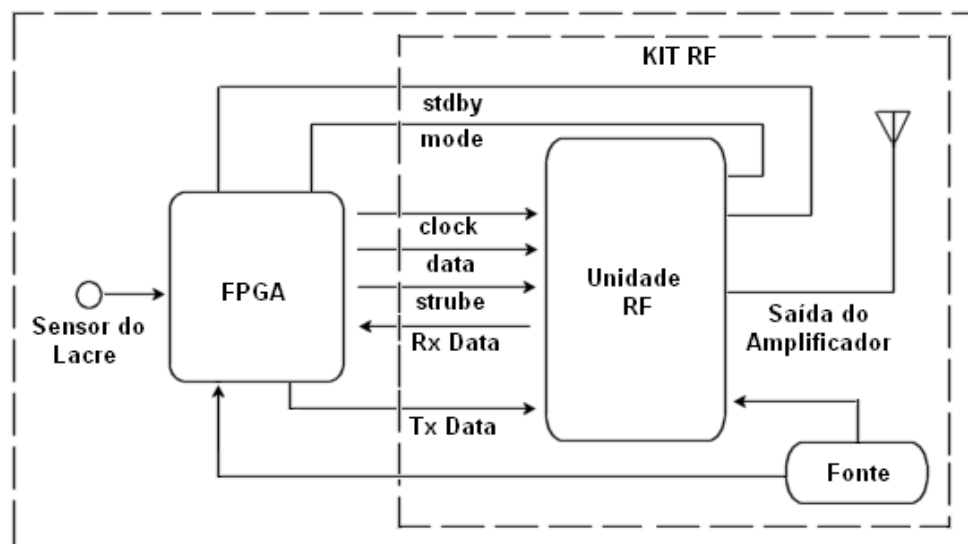 KIT RF
stdby
mode
clock
data
strube
Rx Data
Tx Data
FPGA
Sensor do
Lacre
Unidade
RF
Saída do
Amplificador
Fonte